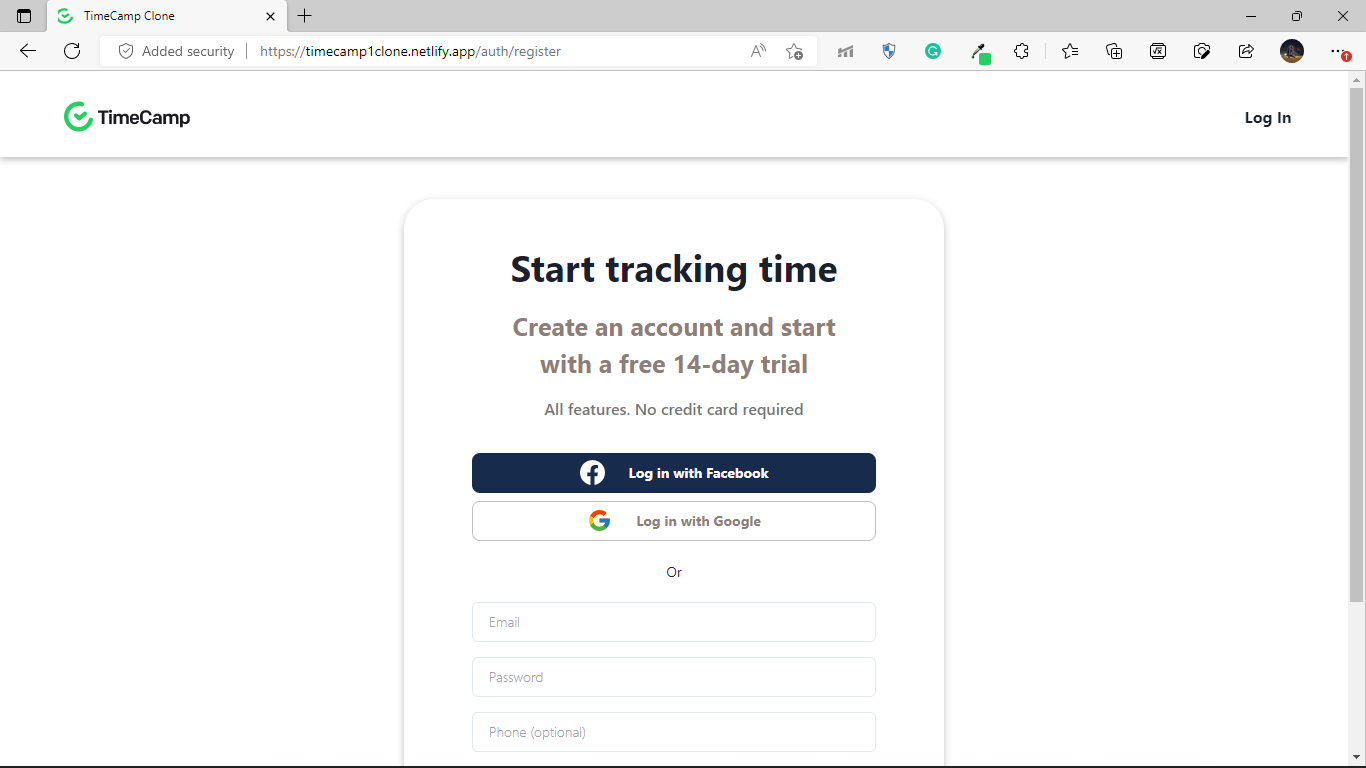 TimeCamp Clone
Added security
https://timecamp1clone.netlify.app/auth/register
TimeCamp
Log In
Start tracking time
Create an account and start
with a free 14-day trial
All features. No credit card required
Log in with Facebook
Log in with Google
Or
Email
Password
Phone (optional)